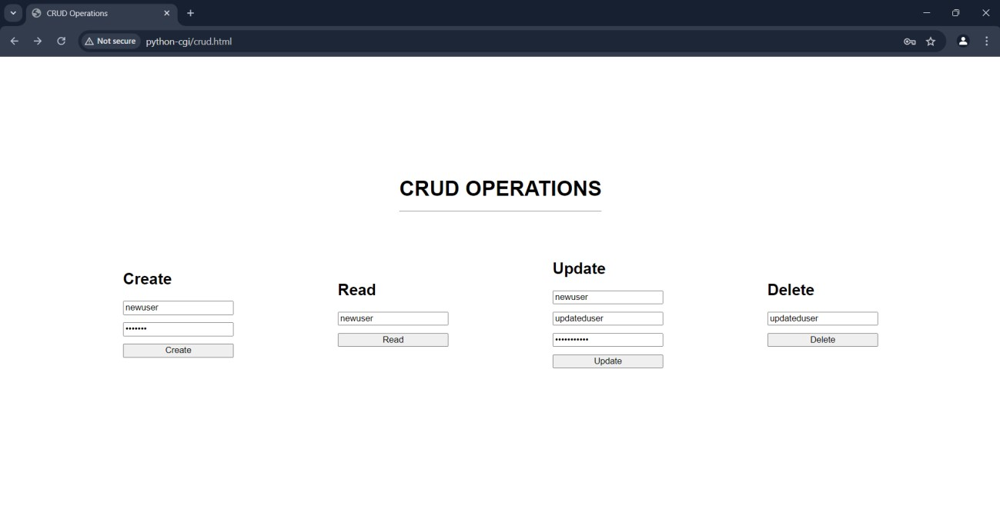 CRUD Operations
Not secure python-cgi/crud.html
CRUD OPERATIONS
Create
newuser
•••••••
Create
Read
newuser
Read
Update
newuser
updateduser
•••••••••••
Update
Delete
updateduser
Delete